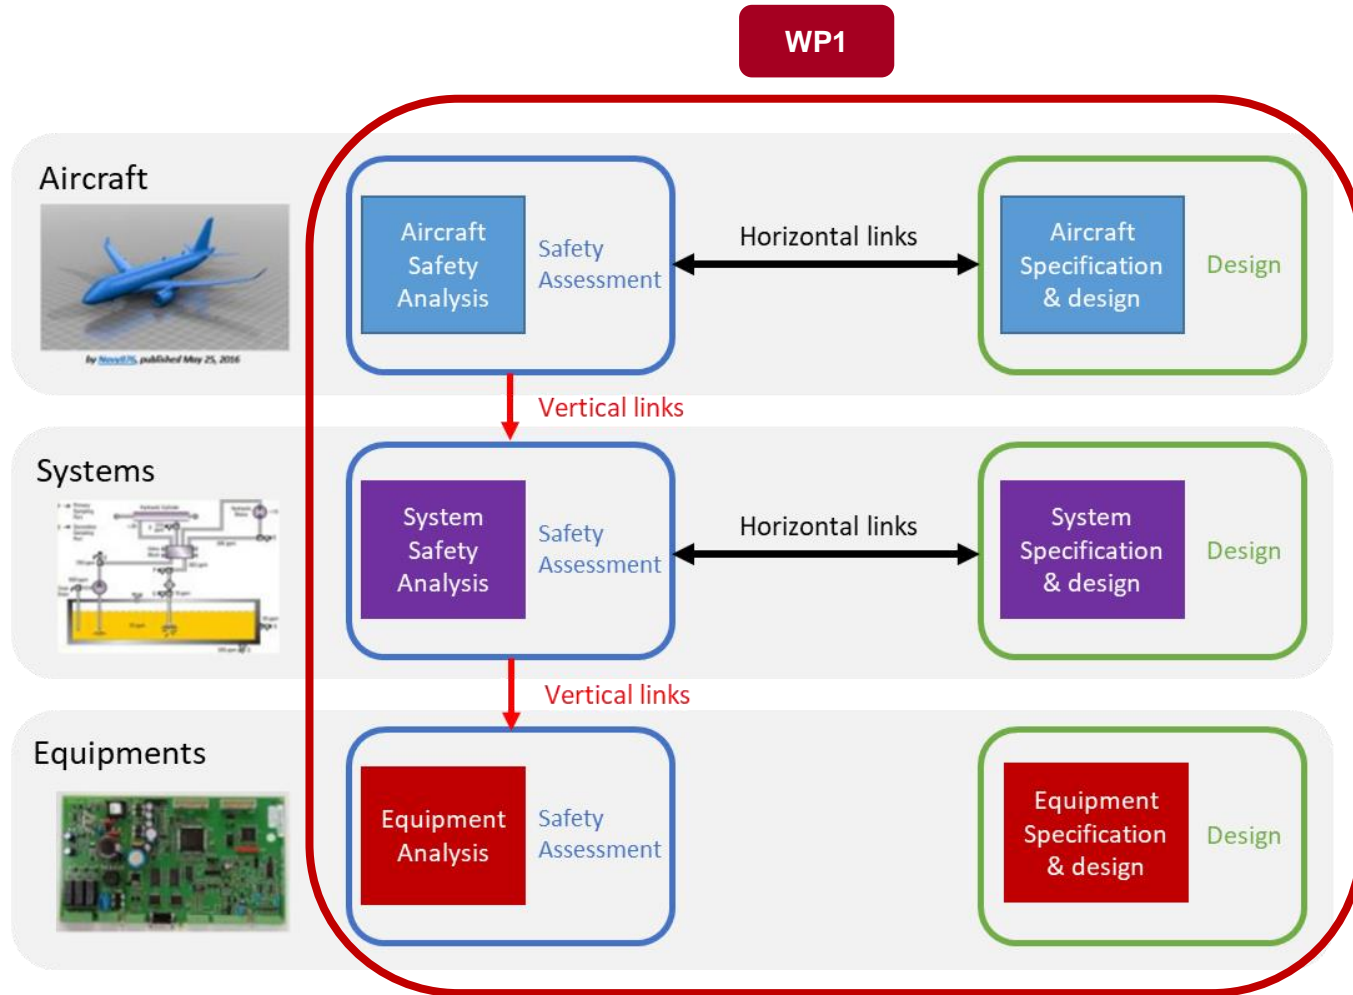 WP1
Aircraft
by Navy876, published May 25, 2016
Aircraft
Safety
Analysis
Safety
Assessment
Horizontal links
Aircraft
Specification
& design
Design
Vertical links
Systems
System
Safety
Analysis
Safety
Assessment
Horizontal links
System
Specification
& design
Design
Vertical links
Equipments
Equipment
Analysis
Safety
Assessment
Equipment
Specification
& design
Design